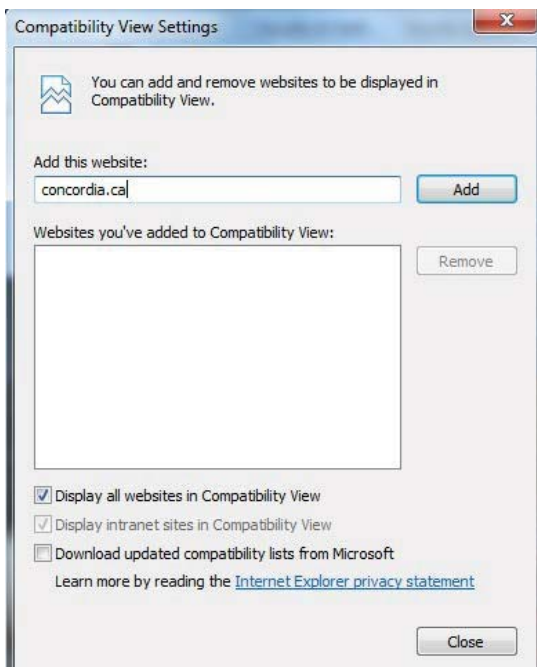 Compatibility View Settings
You can add and remove websites to be displayed in
Compatibility View.
Add this website:
concordia.ca
Add
Websites you've added to Compatibility View:
Remove
Display all websites in Compatibility View
Display intranet sites in Compatibility View
Download updated compatibility lists from Microsoft
Learn more by reading the Internet Explorer privacy statement
Close